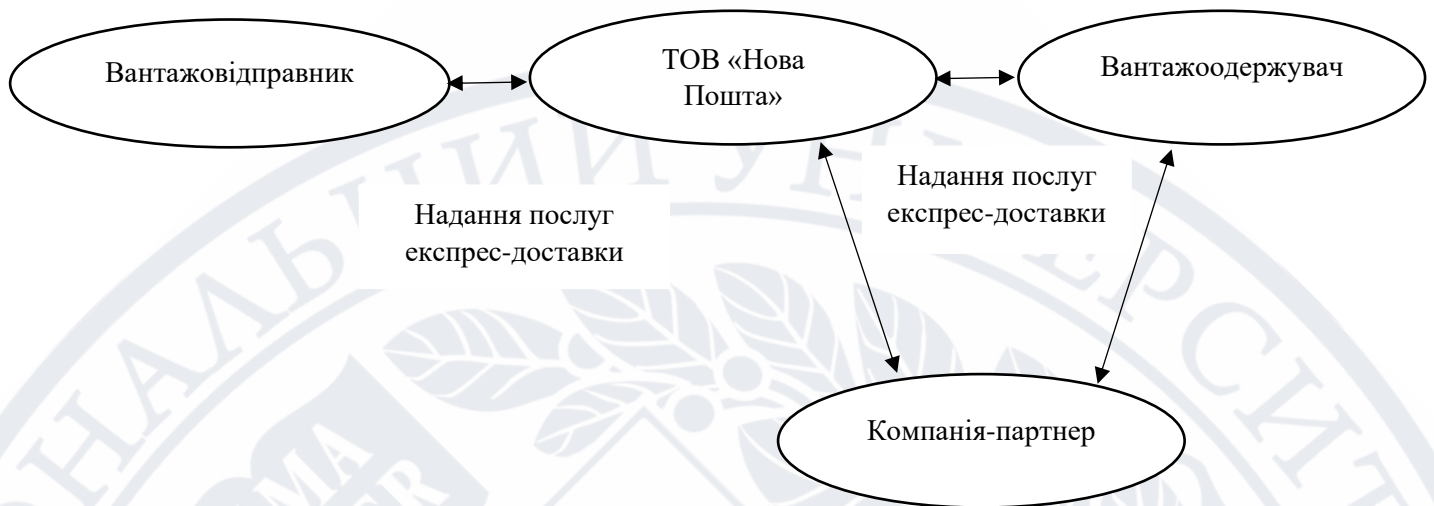 Вантажовідправник
ТОВ «Нова
Пошта»
Вантажоодержувач
Надання послуг
експрес-доставки
Надання послуг
експрес-доставки
Компанія-партнер